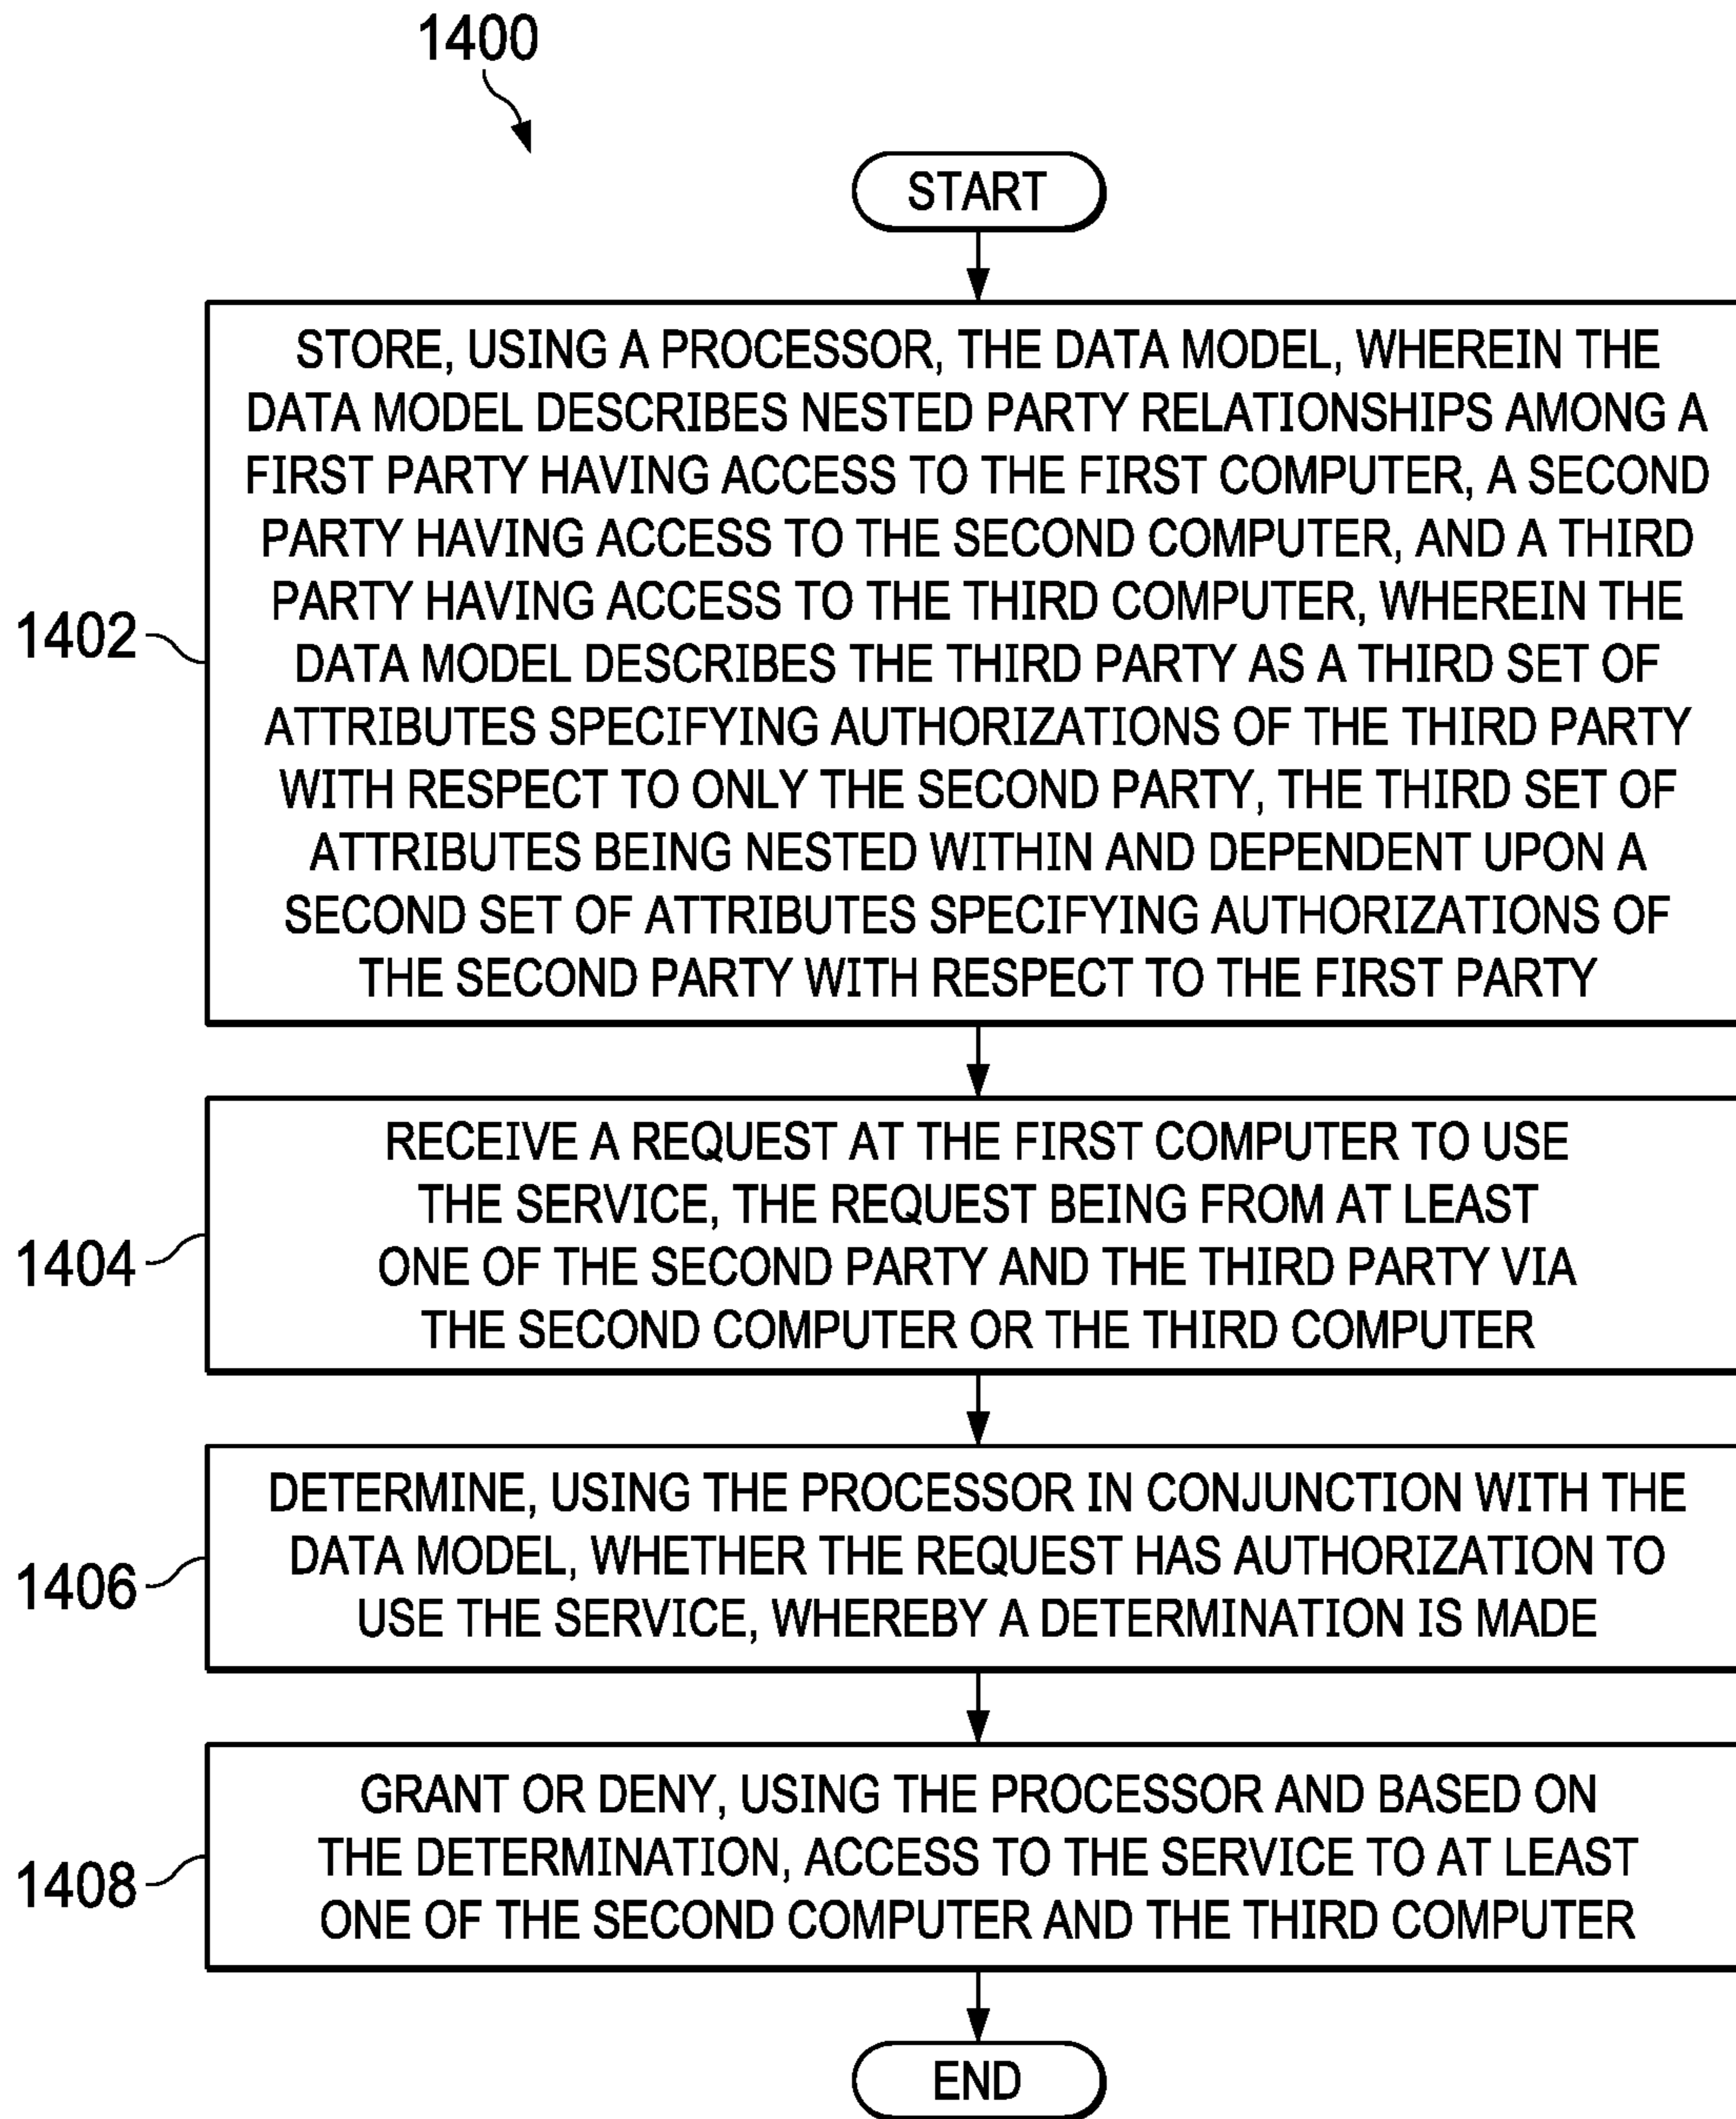 1400
START
STORE, USING A PROCESSOR, THE DATA MODEL, WHEREIN THE
DATA MODEL DESCRIBES NESTED PARTY RELATIONSHIPS AMONG A
FIRST PARTY HAVING ACCESS TO THE FIRST COMPUTER, A SECOND
PARTY HAVING ACCESS TO THE SECOND COMPUTER, AND A THIRD
PARTY HAVING ACCESS TO THE THIRD COMPUTER, WHEREIN THE
1402
DATA MODEL DESCRIBES THE THIRD PARTY AS A THIRD SET OF
ATTRIBUTES SPECIFYING AUTHORIZATIONS OF THE THIRD PARTY
WITH RESPECT TO ONLY THE SECOND PARTY, THE THIRD SET OF
ATTRIBUTES BEING NESTED WITHIN AND DEPENDENT UPON A
SECOND SET OF ATTRIBUTES SPECIFYING AUTHORIZATIONS OF
THE SECOND PARTY WITH RESPECT TO THE FIRST PARTY
RECEIVE A REQUEST AT THE FIRST COMPUTER TO USE
THE SERVICE, THE REQUEST BEING FROM AT LEAST
1404
ONE OF THE SECOND PARTY AND THE THIRD PARTY VIA
THE SECOND COMPUTER OR THE THIRD COMPUTER
DETERMINE, USING THE PROCESSOR IN CONJUNCTION WITH THE
DATA MODEL, WHETHER THE REQUEST HAS AUTHORIZATION TO
1406
USE THE SERVICE, WHEREBY A DETERMINATION IS MADE
GRANT OR DENY, USING THE PROCESSOR AND BASED ON
THE DETERMINATION, ACCESS TO THE SERVICE TO AT LEAST
1408
ONE OF THE SECOND COMPUTER AND THE THIRD COMPUTER
END